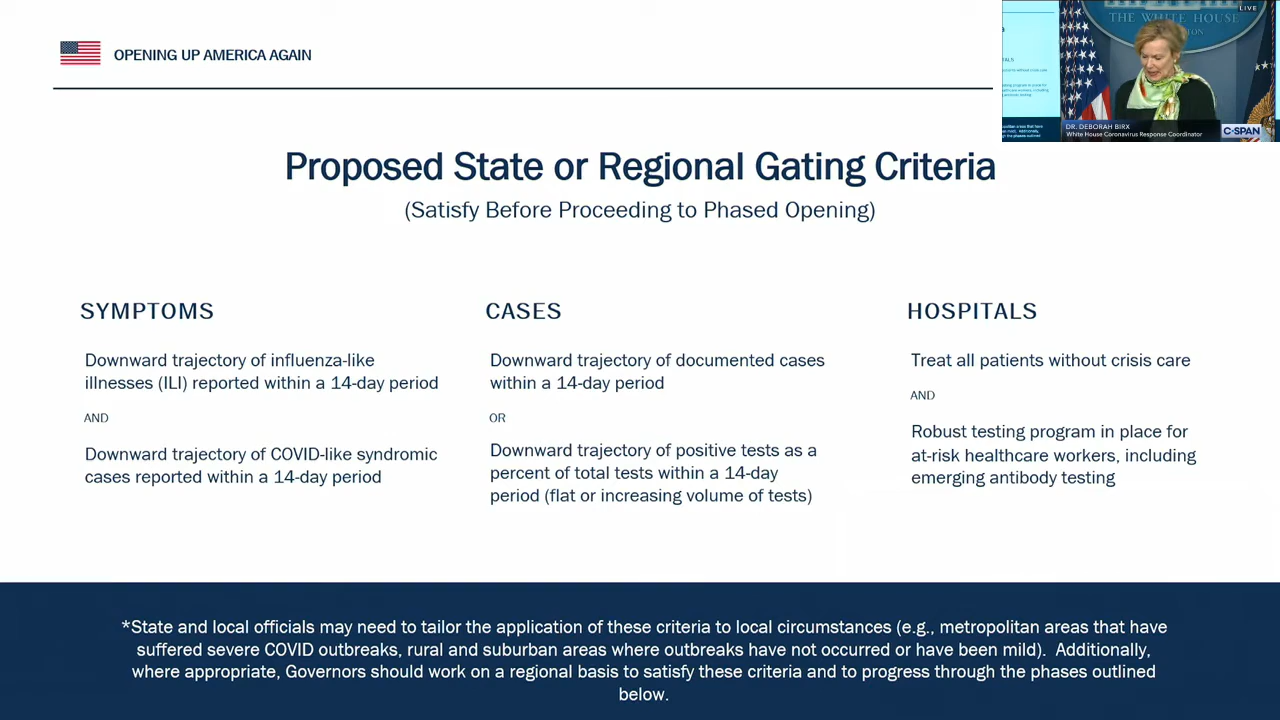 OPENING UP AMERICA AGAIN
LIVE
THE WHITE HOUSE
DR. DEBORAH BIRX
White House Coronavirus Response Coordinator
C-SPAN
Proposed State or Regional Gating Criteria
(Satisfy Before Proceeding to Phased Opening)
SYMPTOMS
Downward trajectory of influenza-like
illnesses (ILI) reported within a 14-day period
AND
Downward trajectory of COVID-like syndromic
cases reported within a 14-day period
CASES
Downward trajectory of documented cases
within a 14-day period
OR
Downward trajectory of positive tests as a
percent of total tests within a 14-day
period (flat or increasing volume of tests)
HOSPITALS
Treat all patients without crisis care
AND
Robust testing program in place for
at-risk healthcare workers, including
emerging antibody testing
*State and local officials may need to tailor the application of these criteria to local circumstances (e.g., metropolitan areas that have
suffered severe COVID outbreaks, rural and suburban areas where outbreaks have not occurred or have been mild).  Additionally,
where appropriate, Governors should work on a regional basis to satisfy these criteria and to progress through the phases outlined
below.